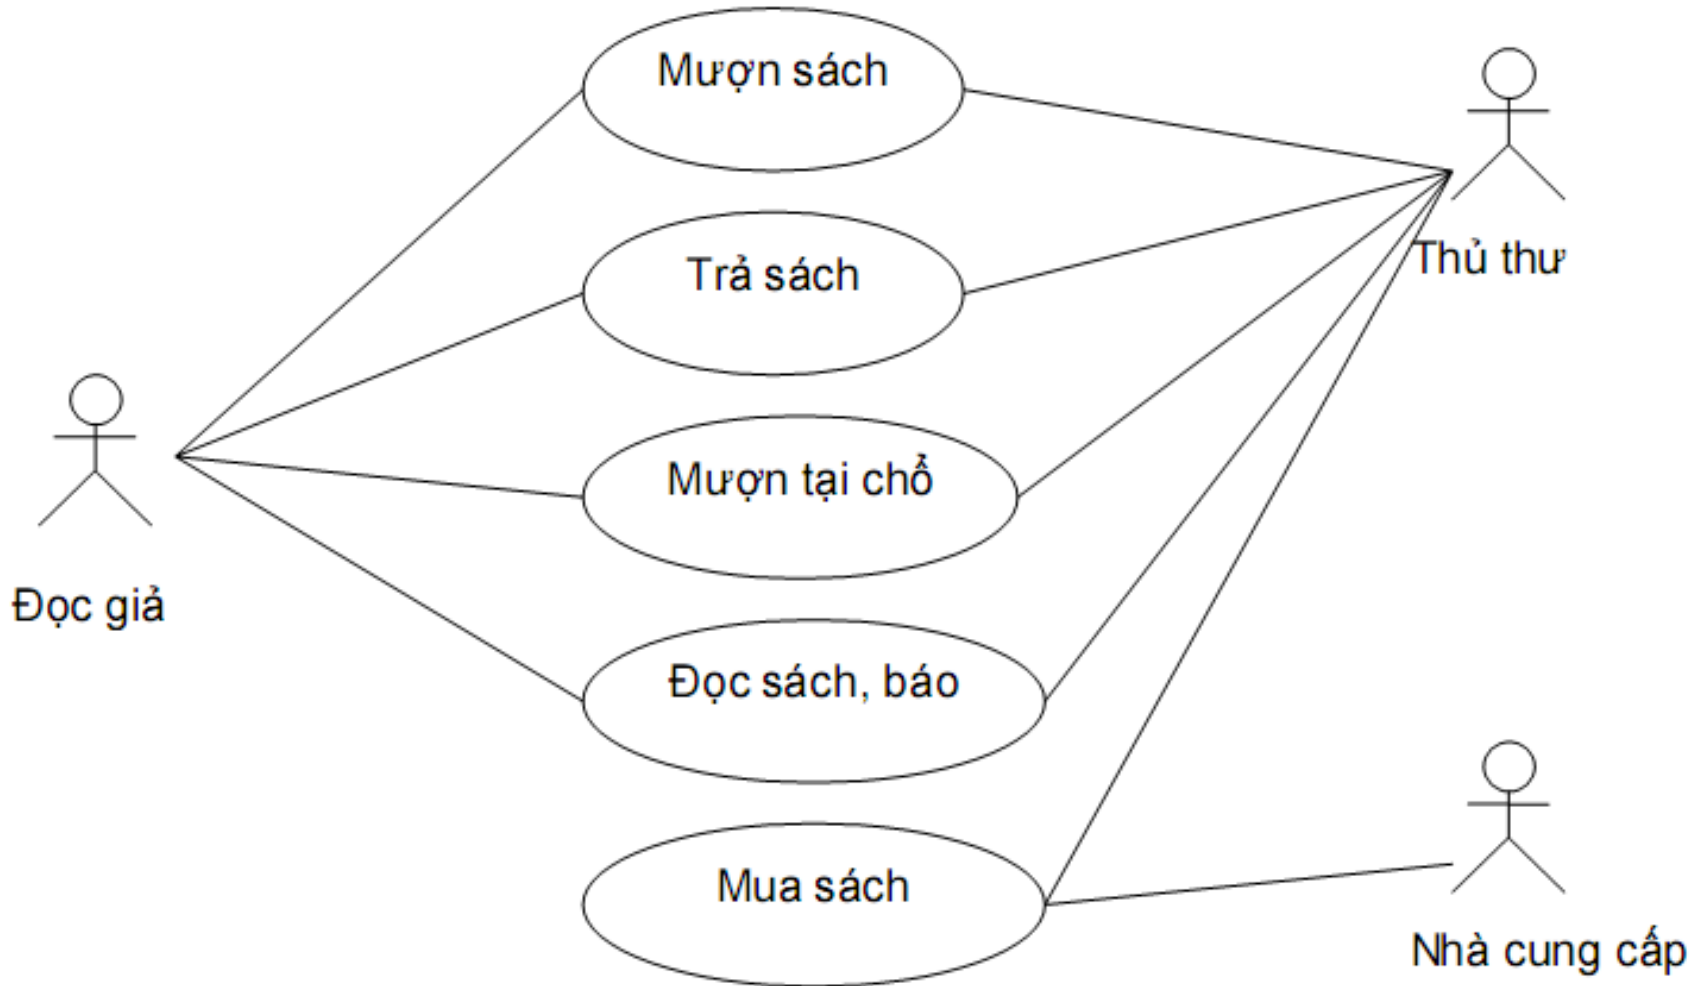 Mượn sách
Trả sách
Thủ thư
Mượn tại chổ
Đọc giả
Đọc sách, báo
Mua sách
Nhà cung cấp